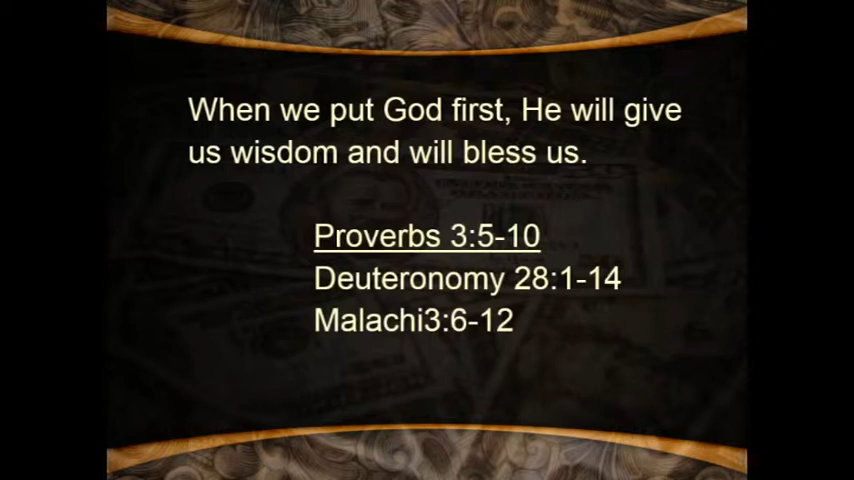 When we put God first, He will give
us wisdom and will bless us.
Proverbs 3:5-10
Deuteronomy 28:1-14
Malachi3:6-12